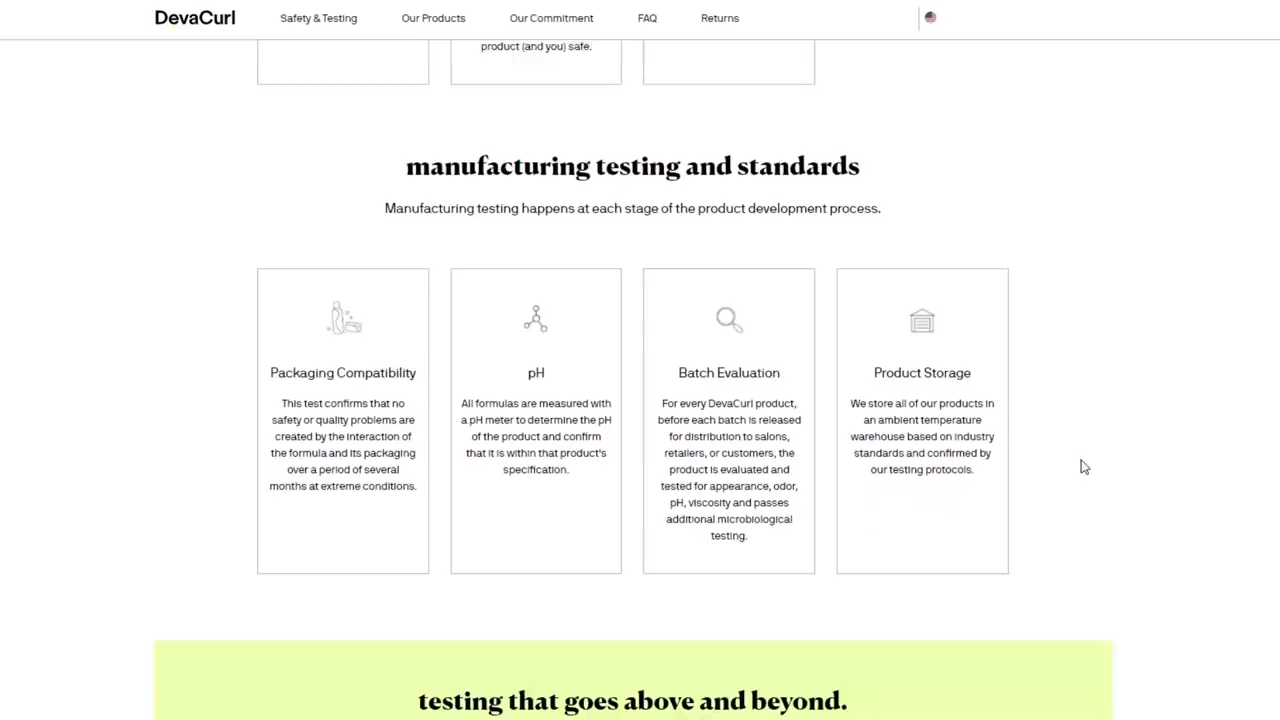 DevaCurl
Safety & Testing
Our Products
Our Commitment
FAQ
Returns
product (and you) safe.
manufacturing testing and standards
Manufacturing testing happens at each stage of the product development process.
Packaging Compatibility
This test confirms that no
safety or quality problems are
created by the interaction of
the formula and its packaging
over a period of several
months at extreme conditions.
pH
All formulas are measured with
a pH meter to determine the pH
of the product and confirm
that it is within that product's
specification.
Batch Evaluation
For every DevaCurl product,
before each batch is released
for distribution to salons,
retailers, or customers, the
product is evaluated and
tested for appearance, odor,
pH, viscosity and passes
additional microbiological
testing.
Product Storage
We store all of our products in
an ambient temperature
warehouse based on industry
standards and confirmed by
our testing protocols.
testing that goes above and beyond.